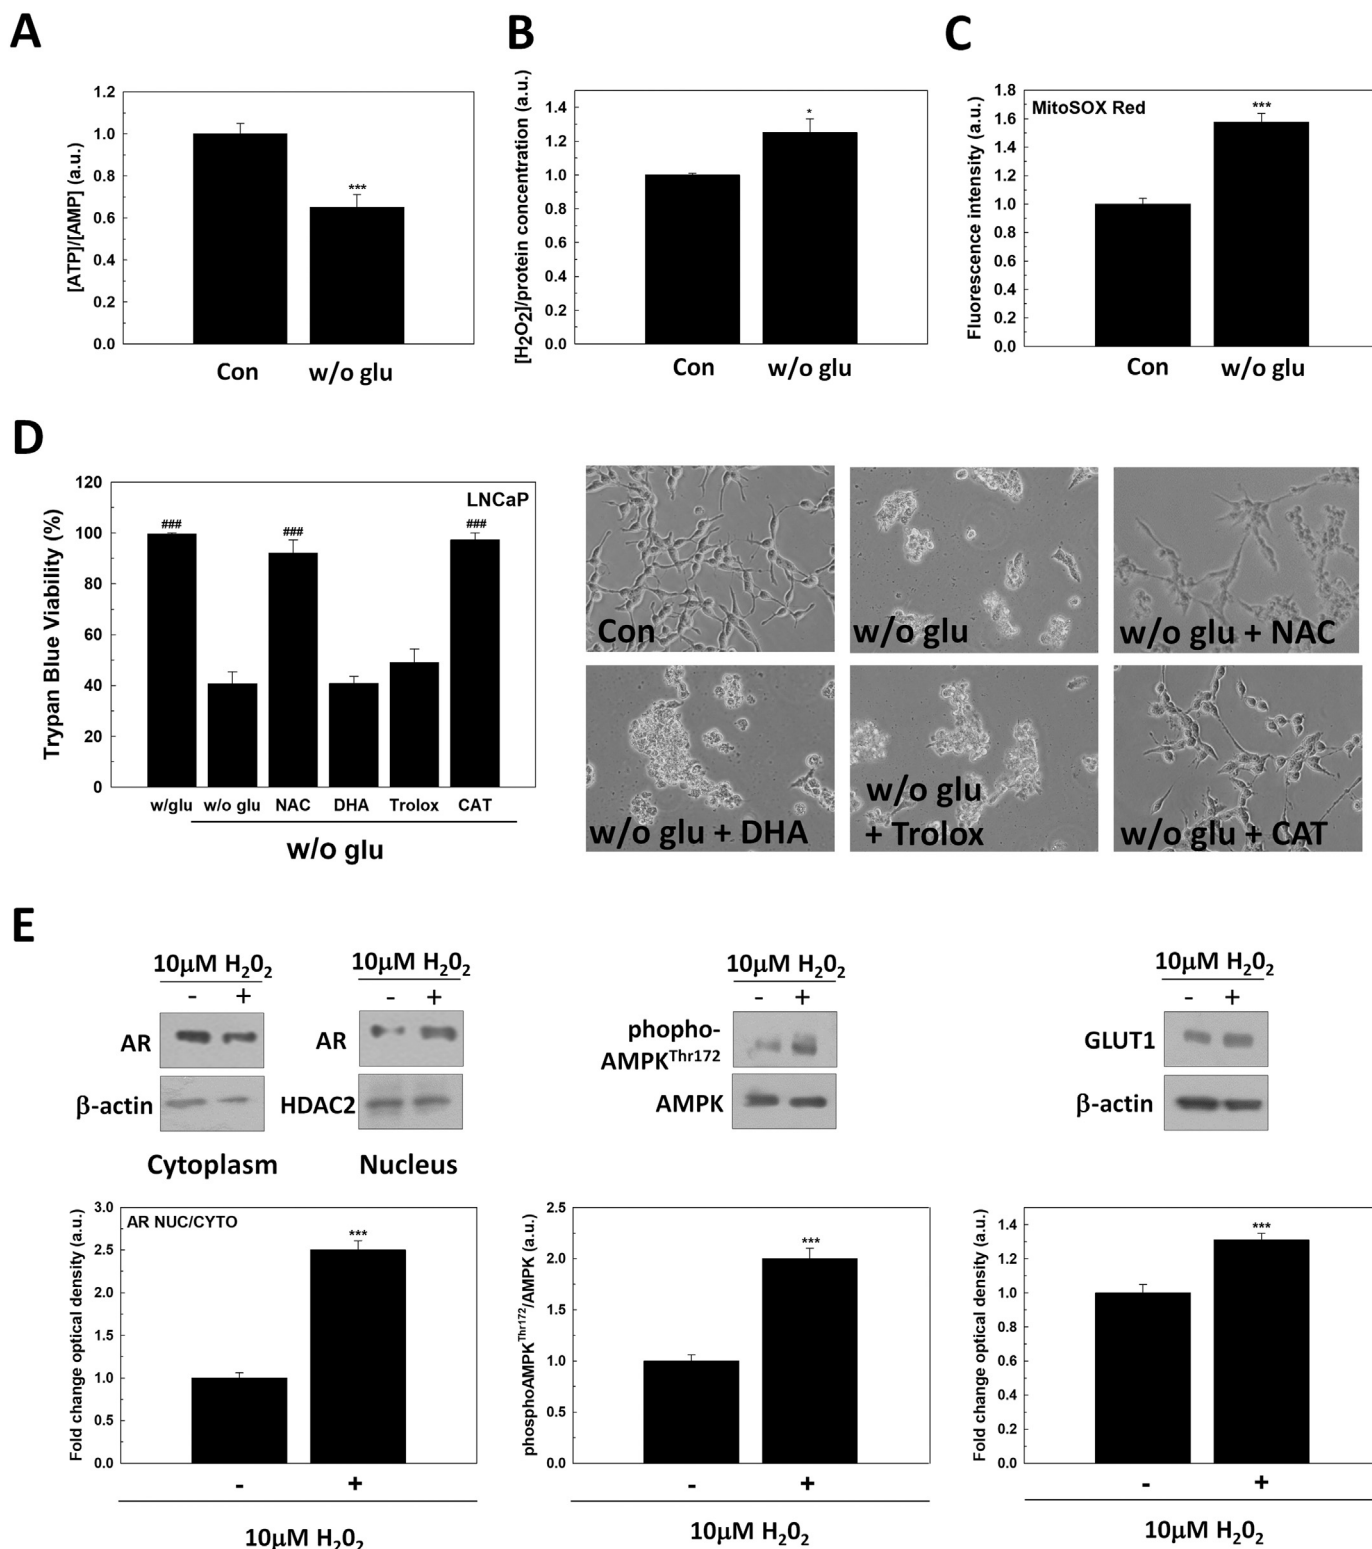 A
[ATP]/[AMP] (a.u.)
1.2
1.0
0.8
0.6
0.4
0.2
0.0
***
Con
w/o glu
B
[H₂O₂]/protein concentration (a.u.)
1.4
1.2
1.0
0.8
0.6
0.4
0.2
0.0
*
Con
w/o glu
C
Fluorescence intensity (a.u.)
1.8
1.6
1.4
1.2
1.0
0.8
0.6
0.4
0.2
0.0
MitoSOX Red
***
Con
w/o glu
D
Trypan Blue Viability (%)
120
100
80
60
40
20
0
LNCaP
### ### ###
w/glu w/o glu NAC DHA Trolox CAT
w/o glu
Con
w/o glu
w/o glu + NAC
w/o glu + DHA
w/o glu
+ Trolox
w/o glu + CAT
E
10μM H₂0₂
- +
AR
β-actin
Cytoplasm
10μM H₂0₂
- +
AR
HDAC2
Nucleus
10μM H₂0₂
- +
phopho-
AMPKᵀʰʳ¹⁷²
AMPK
10μM H₂0₂
- +
GLUT1
β-actin
Fold change optical density (a.u.)
3.0
2.5
2.0
1.5
1.0
0.5
0.0
AR NUC/CYTO
***
- +
10μM H₂0₂
phosphoAMPKᵀʰʳ¹⁷²/AMPK (a.u.)
2.5
2.0
1.5
1.0
0.5
0.0
***
- +
10μM H₂0₂
Fold change optical density (a.u.)
1.4
1.2
1.0
0.8
0.6
0.4
0.2
0.0
***
- +
10μM H₂0₂